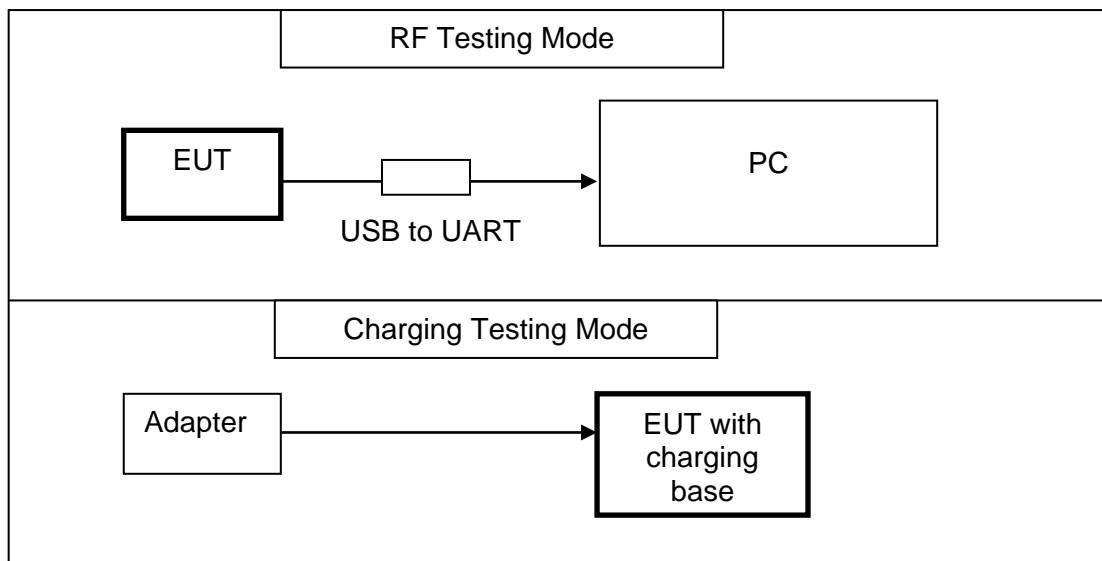 RF Testing Mode
EUT
PC
USB to UART
Charging Testing Mode
Adapter
EUT with
charging
base